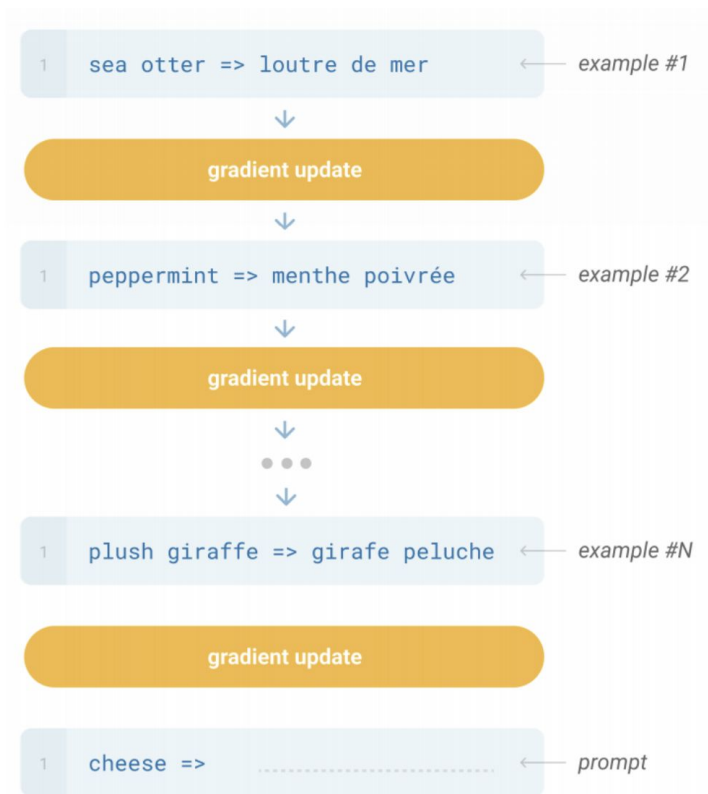 1 sea otter => loutre de mer example #1
gradient update
1 peppermint => menthe poivrée example #2
gradient update
1 plush giraffe => girafe peluche example #N
gradient update
1 cheese => prompt